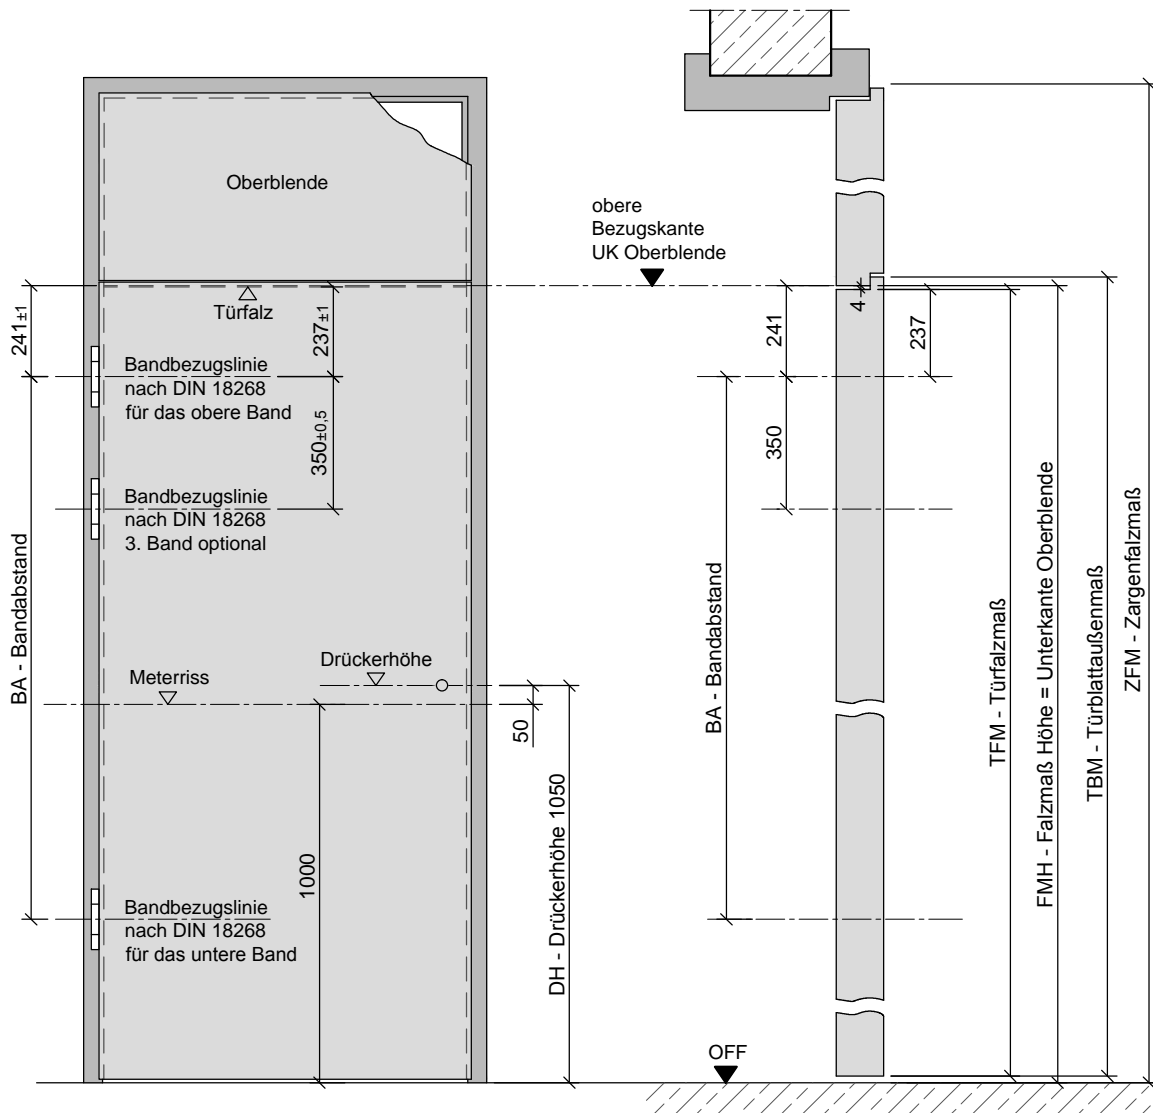 Oberblende
obere
Bezugskante
UK Oberblende
Türfalz
241±1
237±1
Bandbezugslinie
nach DIN 18268
für das obere Band
350±0,5
Bandbezugslinie
nach DIN 18268
3. Band optional
BA - Bandabstand
Meterriss
Drückerhöhe
50
1000
DH - Drückerhöhe 1050
Bandbezugslinie
nach DIN 18268
für das untere Band
241
4
237
350
BA - Bandabstand
TFM - Türfalzmaß
FMH - Falzmaß Höhe = Unterkante Oberblende
TBM - Türblattaußenmaß
ZFM - Zargenfalzmaß
OFF